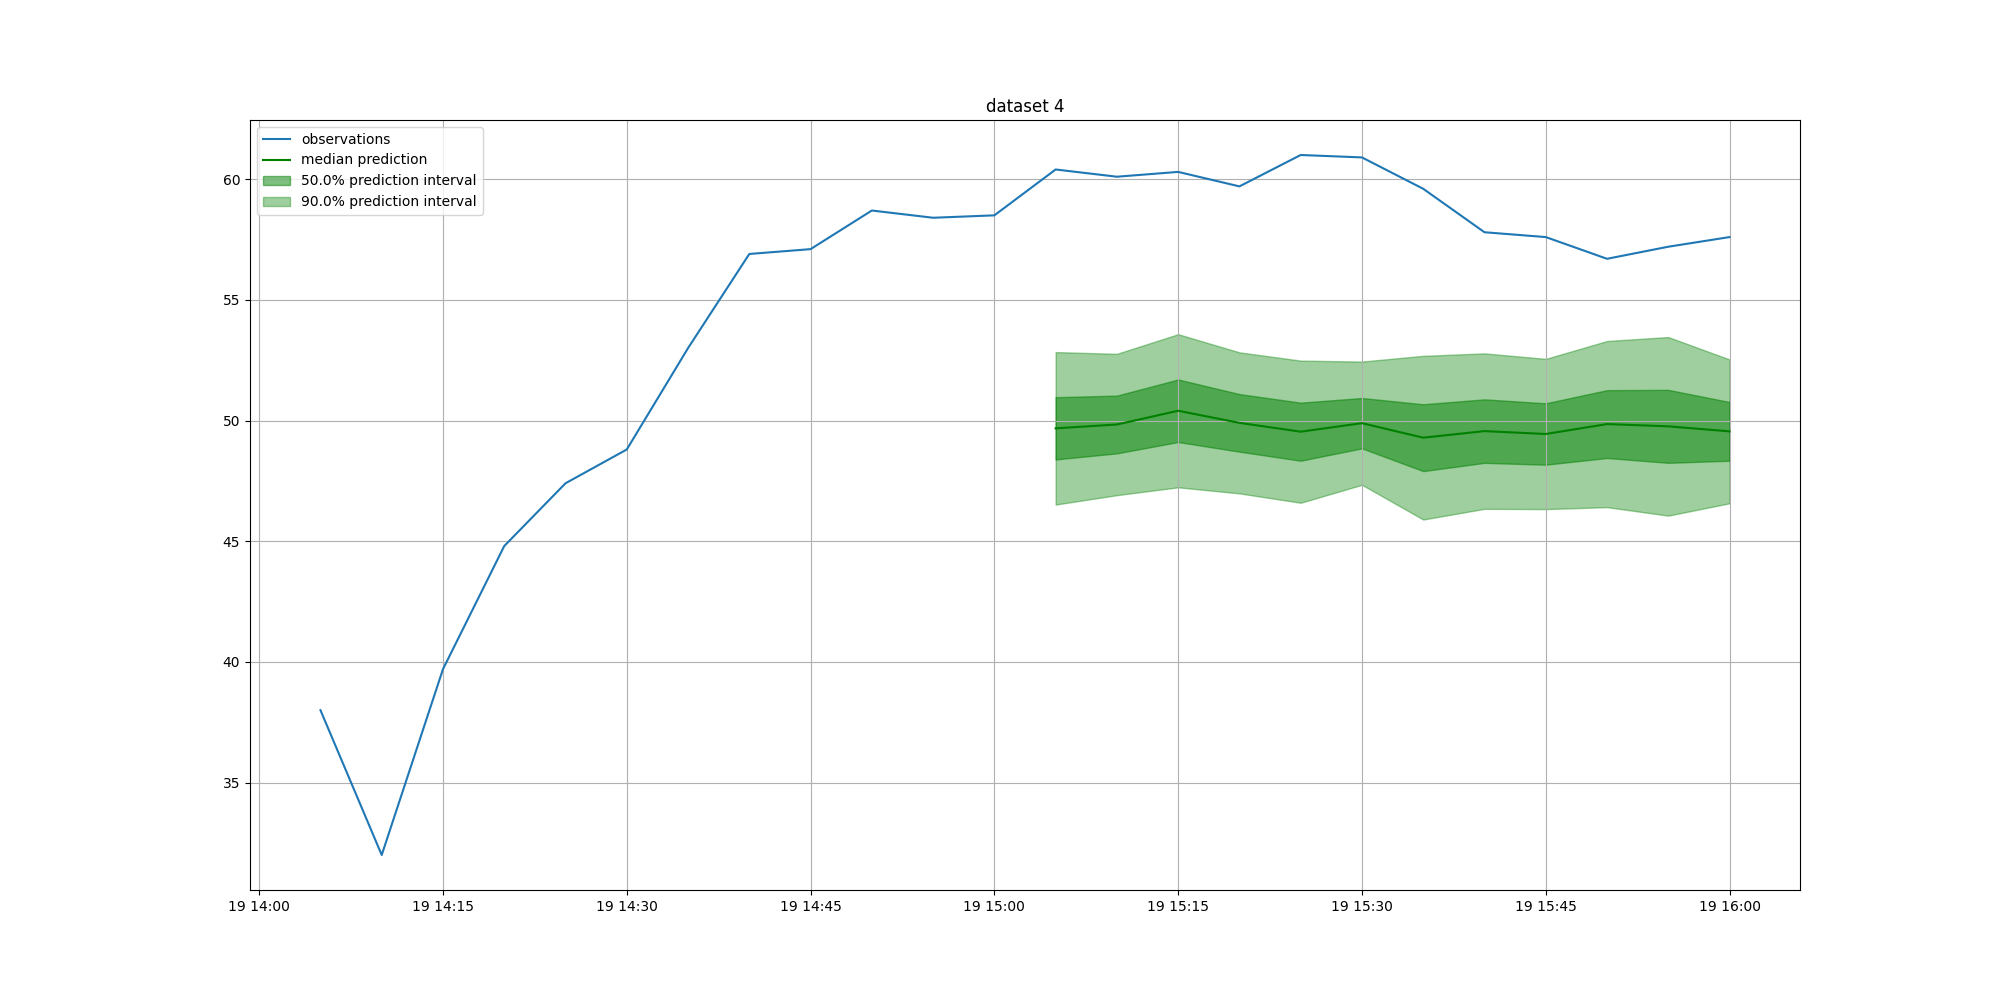 dataset 4
observations
median prediction
50.0% prediction interval
90.0% prediction interval
60
55
50
45
40
35
19 14:00 19 14:15 19 14:30 19 14:45 19 15:00 19 15:15 19 15:30 19 15:45 19 16:00